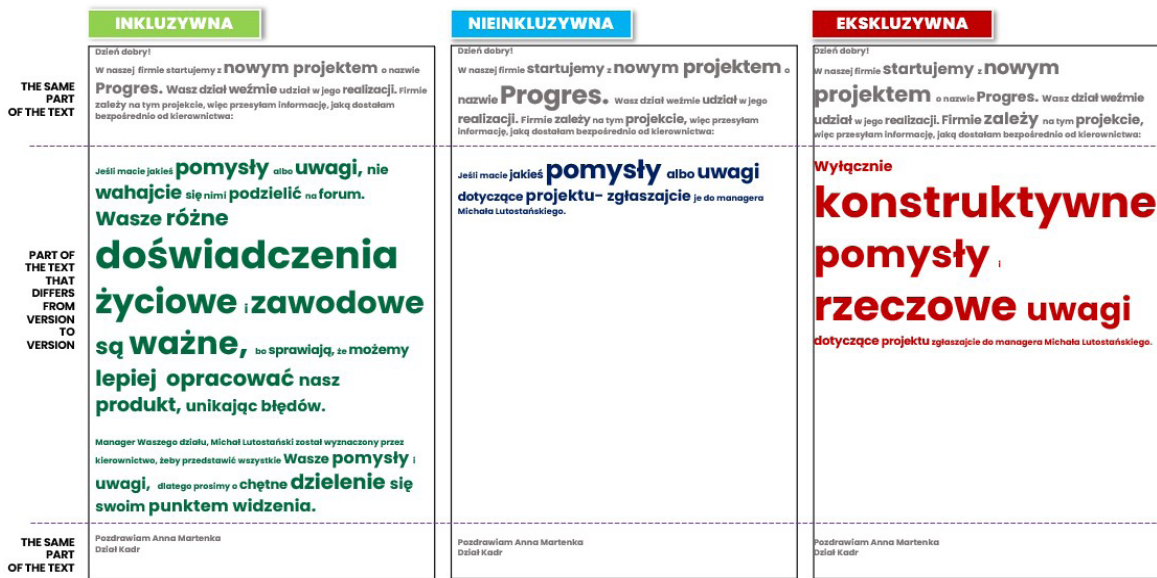 INKLUZYWNA
NIEINKLUZYWNA
EKSKLUZYWNA
THE SAME
PART
OF THE TEXT
Dzień dobry!
W naszej firmie startujemy z nowym projektem o nazwie
Progres. Wasz dział weźmie udział w jego realizacji. Firmie
zależy na tym projekcie, więc przesyłam informację, jaką dostałam
bezpośrednio od kierownictwa:
Dzień dobry!
W naszej firmie startujemy z nowym projektem o
nazwie Progres. Wasz dział weźmie udział w jego
realizacji. Firmie zależy na tym projekcie, więc przesyłam
informację, jaką dostałam bezpośrednio od kierownictwa:
Dzień dobry!
W naszej firmie startujemy z nowym
projektem o nazwie Progres. Wasz dział weźmie
udział w jego realizacji. Firmie zależy na tym projekcie,
więc przesyłam informację, jaką dostałam bezpośrednio od kierownictwa:
PART OF
THE TEXT
THAT
DIFFERS
FROM
VERSION
TO
VERSION
Jeśli macie jakieś pomysły albo uwagi, nie
wahajcie się nimi podzielić na forum.
Wasze różne
doświadczenia
życiowe i zawodowe
są ważne, bo sprawiają, że możemy
lepiej opracować nasz
produkt, unikając błędów.
Manager Waszego działu, Michał Lutostański został wyznaczony przez
kierownictwo, żeby przedstawić wszystkie Wasze pomysły i
uwagi, dlatego prosimy o chętne dzielenie się
swoim punktem widzenia.
Jeśli macie jakieś pomysły albo uwagi
dotyczące projektu- zgłaszajcie je do managera
Michała Lutostańskiego.
Wyłącznie
konstruktywne
pomysły i
rzeczowe uwagi
dotyczące projektu zgłaszajcie do managera Michała Lutostańskiego.
THE SAME
PART
OF THE TEXT
Pozdrawiam Anna Martenka
Dział Kadr
Pozdrawiam Anna Martenka
Dział Kadr
Pozdrawiam Anna Martenka
Dział Kadr